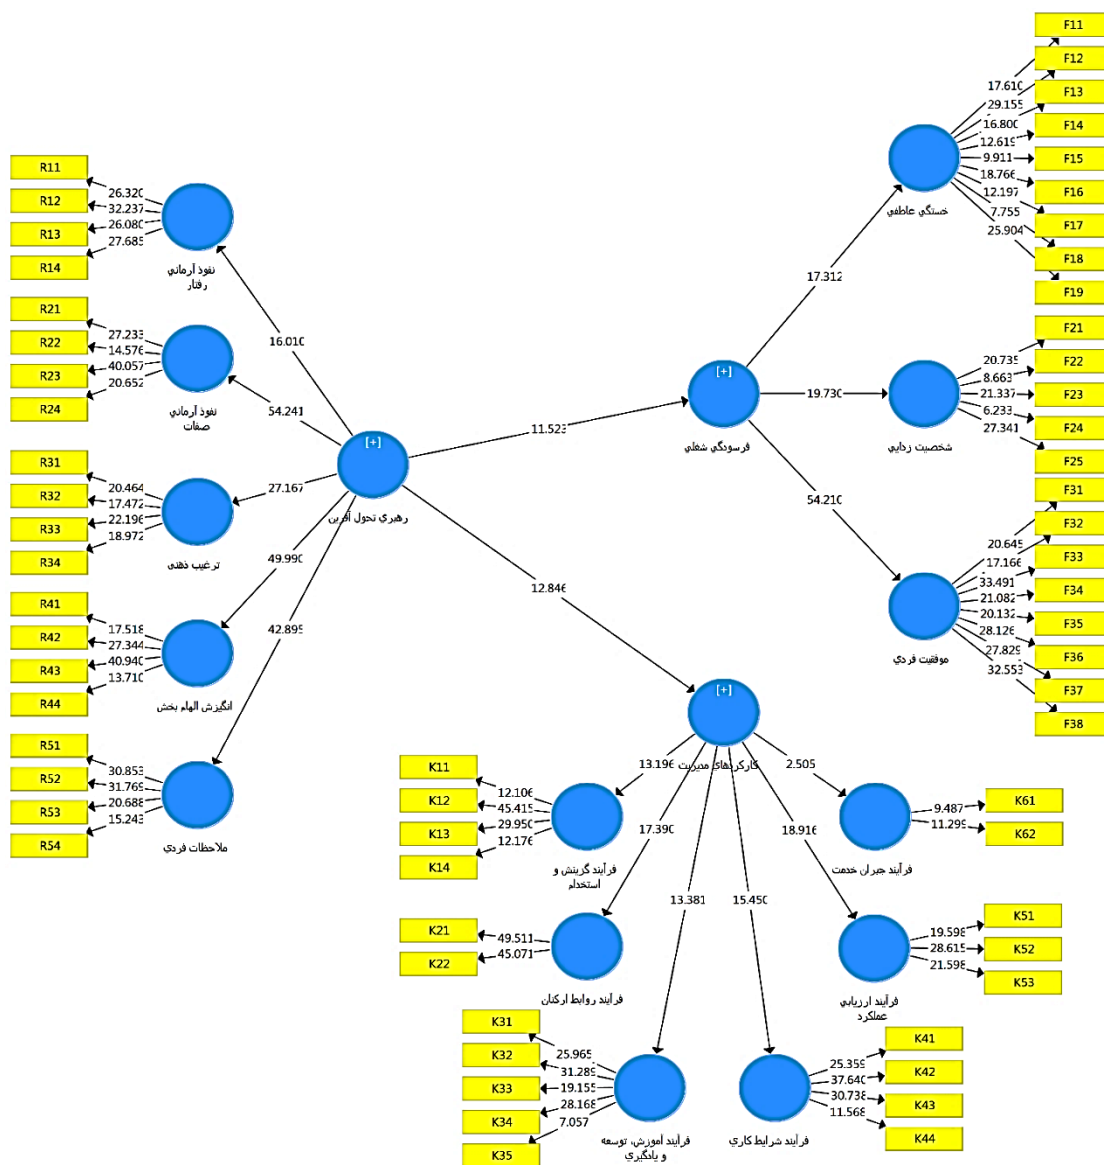 F11
F12
F13
F14
F15
F16
F17
F18
F19
17.610
29.155
16.800
12.619
9.911
18.766
12.197
7.755
25.904
خستگي عاطفي
R11
R12
R13
R14
26.320
32.237
26.080
27.685
نفوذ آرماني
رفتار
R21
R22
R23
R24
27.233
14.576
40.057
20.652
نفوذ آرماني
صفات
R31
R32
R33
R34
20.464
17.472
22.196
18.972
ترغيب ذهني
R41
R42
R43
R44
17.518
27.344
40.940
13.710
انگيزش الهام بخش
R51
R52
R53
R54
30.853
31.769
20.688
15.243
ملاحظات فردي
16.010
54.241
27.167
49.990
42.895
[+]
رهبري تحول آفرين
11.523
12.846
[+]
فرسودگي شغلي
17.312
19.730
54.210
F21
F22
F23
F24
F25
20.735
8.663
21.337
6.233
27.341
شخصيت زدايي
F31
F32
F33
F34
F35
F36
F37
F38
20.645
17.166
33.491
21.082
20.132
28.126
27.829
32.553
موفقيت فردي
[+]
کارکردهاي مديريت
13.196
17.390
13.381
15.450
18.916
2.505
K11
K12
K13
K14
12.106
45.415
29.950
12.176
فرآيند گزينش و
استخدام
K21
K22
49.511
45.071
فرآيند روابط ارکنان
K31
K32
K33
K34
K35
25.965
31.289
19.155
28.168
7.057
فرآيند آموزش، توسعه
و يادگيري
K41
K42
K43
K44
25.359
37.640
30.738
11.568
فرآيند شرايط کاري
K51
K52
K53
19.598
28.615
21.598
فرآيند ارزيابي
عملکرد
K61
K62
9.487
11.299
فرآيند جبران خدمت